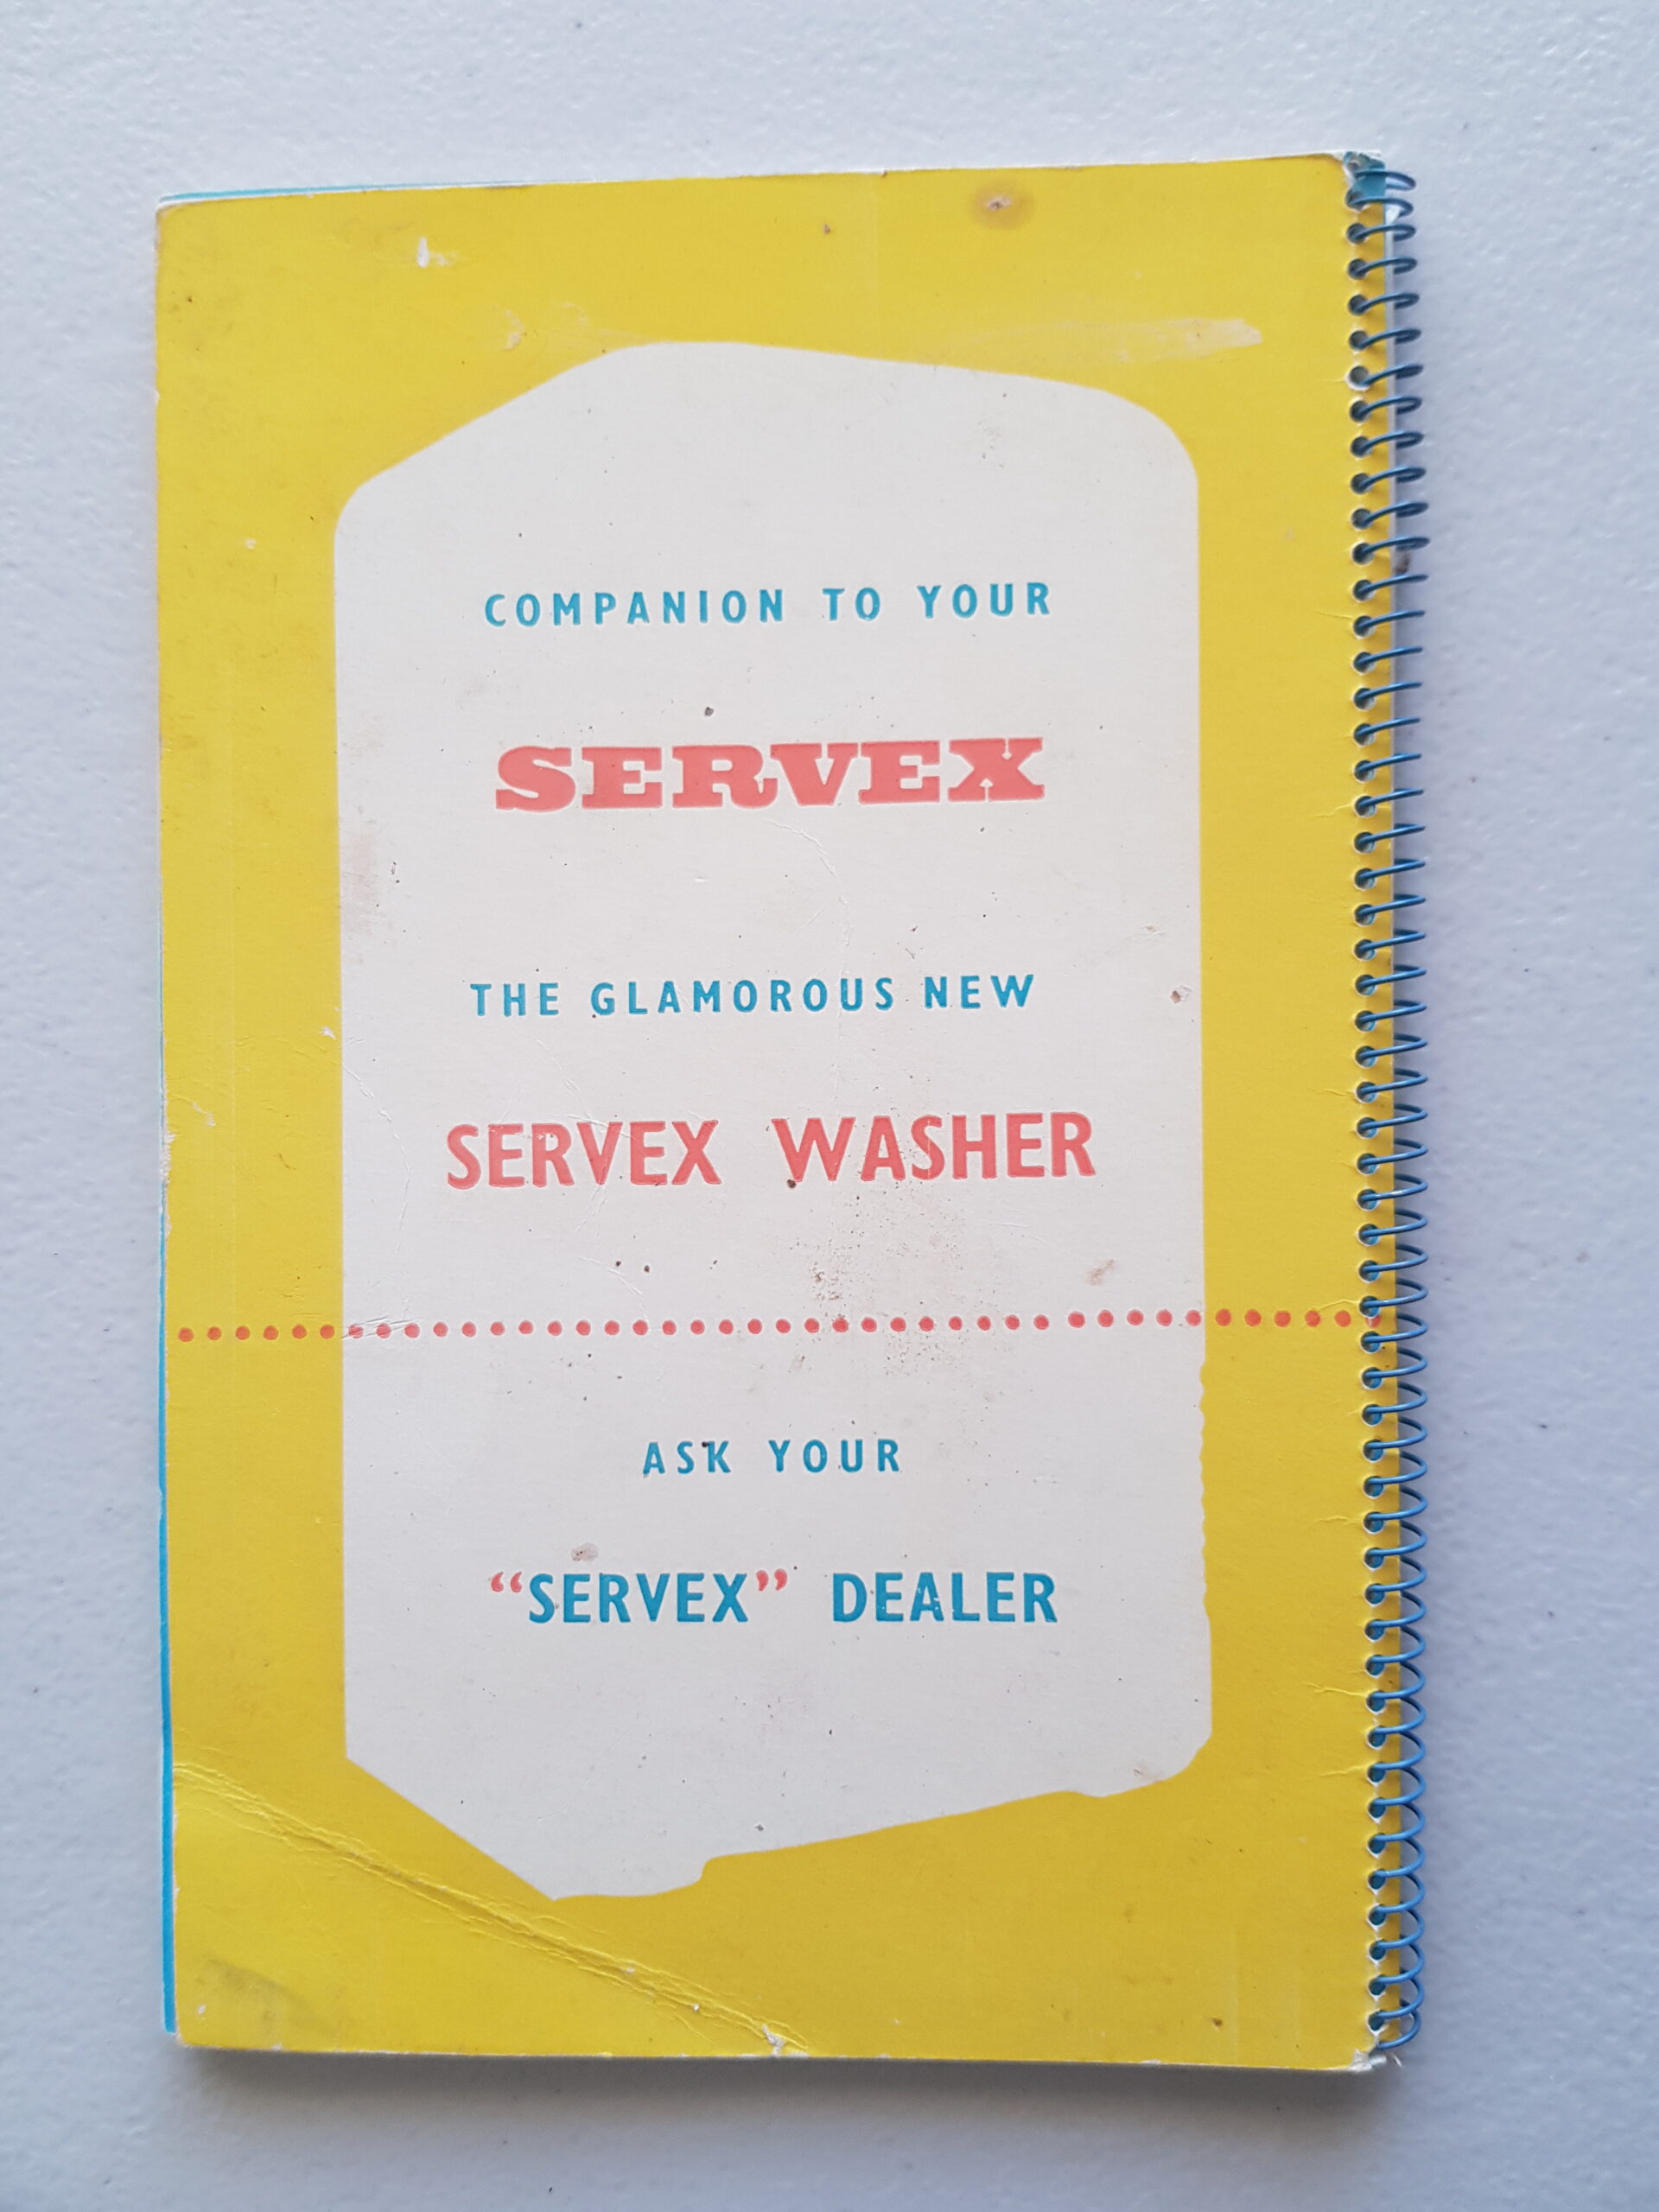 COMPANION TO YOUR
SERVEX
THE GLAMOROUS NEW
SERVEX WASHER
ASK YOUR
“SERVEX” DEALER